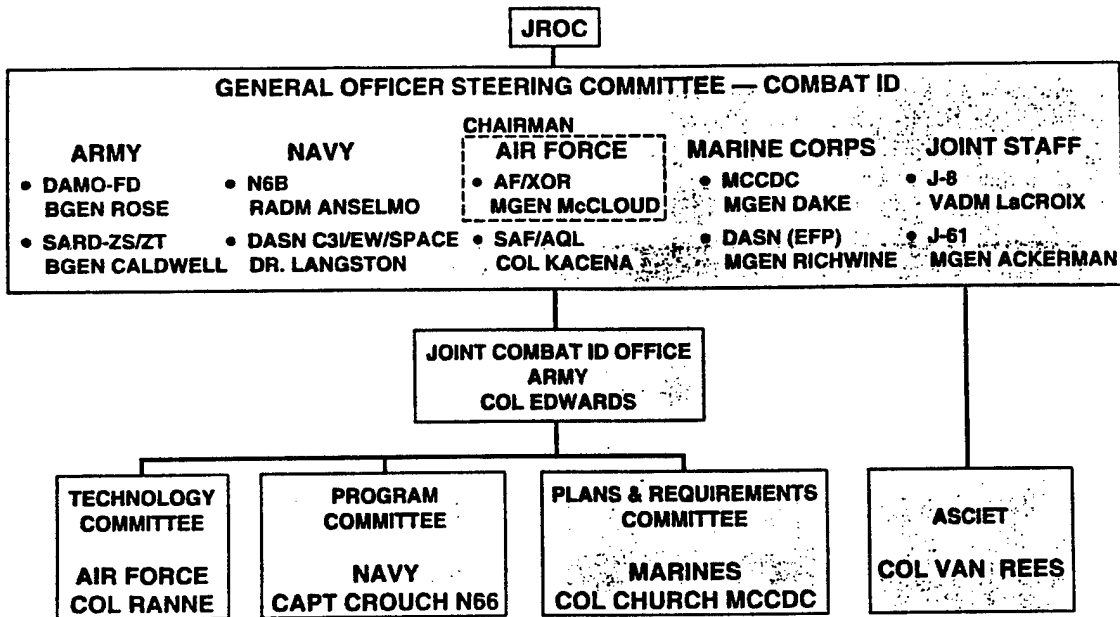 JROC
GENERAL OFFICER STEERING COMMITTEE — COMBAT ID
ARMY
• DAMO-FD
BGEN ROSE
• SARD-ZS/ZT
BGEN CALDWELL
NAVY
• N6B
RADM ANSELMO
• DASN C3I/EW/SPACE
DR. LANGSTON
CHAIRMAN
AIR FORCE
• AF/XOR
MGEN McCLOUD
• SAF/AQL
COL KACENA
MARINE CORPS
• MCCDC
MGEN DAKE
• DASN (EFP)
MGEN RICHWINE
JOINT STAFF
• J-8
VADM LaCROIX
• J-61
MGEN ACKERMAN
JOINT COMBAT ID OFFICE
ARMY
COL EDWARDS
TECHNOLOGY
COMMITTEE
AIR FORCE
COL RANNE
PROGRAM
COMMITTEE
NAVY
CAPT CROUCH N66
PLANS & REQUIREMENTS
COMMITTEE
MARINES
COL CHURCH MCCDC
ASCIET
COL VAN REES